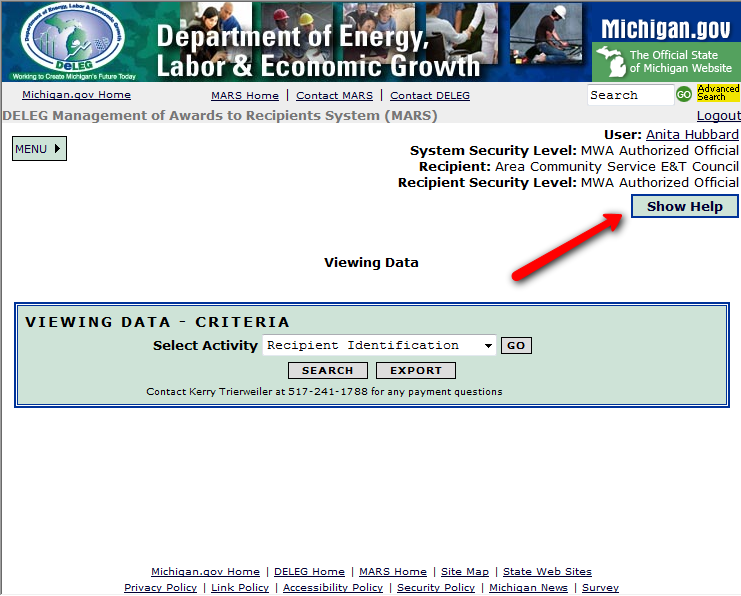 Department of Energy, Labor & Economic Growth
DeLEG
Working to Create Michigan's Future Today
Department of Energy,
Labor & Economic Growth
Michigan.gov
The Official State
of Michigan Website
Michigan.gov Home
MARS Home | Contact MARS | Contact DELEG
Search
GO
Advanced
Search
DELEG Management of Awards to Recipients System (MARS)
Logout
MENU
User: Anita Hubbard
System Security Level: MWA Authorized Official
Recipient: Area Community Service E&T Council
Recipient Security Level: MWA Authorized Official
Show Help
Viewing Data
VIEWING DATA - CRITERIA
Select Activity Recipient Identification GO
SEARCH EXPORT
Contact Kerry Trierweiler at 517-241-1788 for any payment questions
Michigan.gov Home | DELEG Home | MARS Home | Site Map | State Web Sites
Privacy Policy | Link Policy | Accessibility Policy | Security Policy | Michigan News | Survey